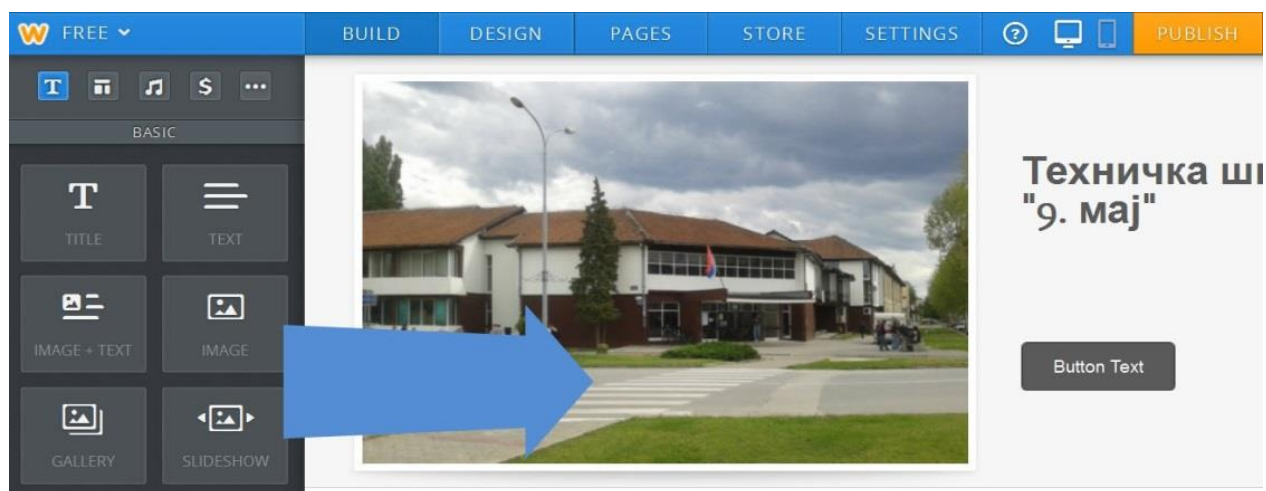 FREE BUILD DESIGN PAGES STORE SETTINGS ? PUBLISH
BASIC
TITLE TEXT
IMAGE + TEXT IMAGE
GALLERY SLIDESHOW
Техничка
"9. мај"
Button Text